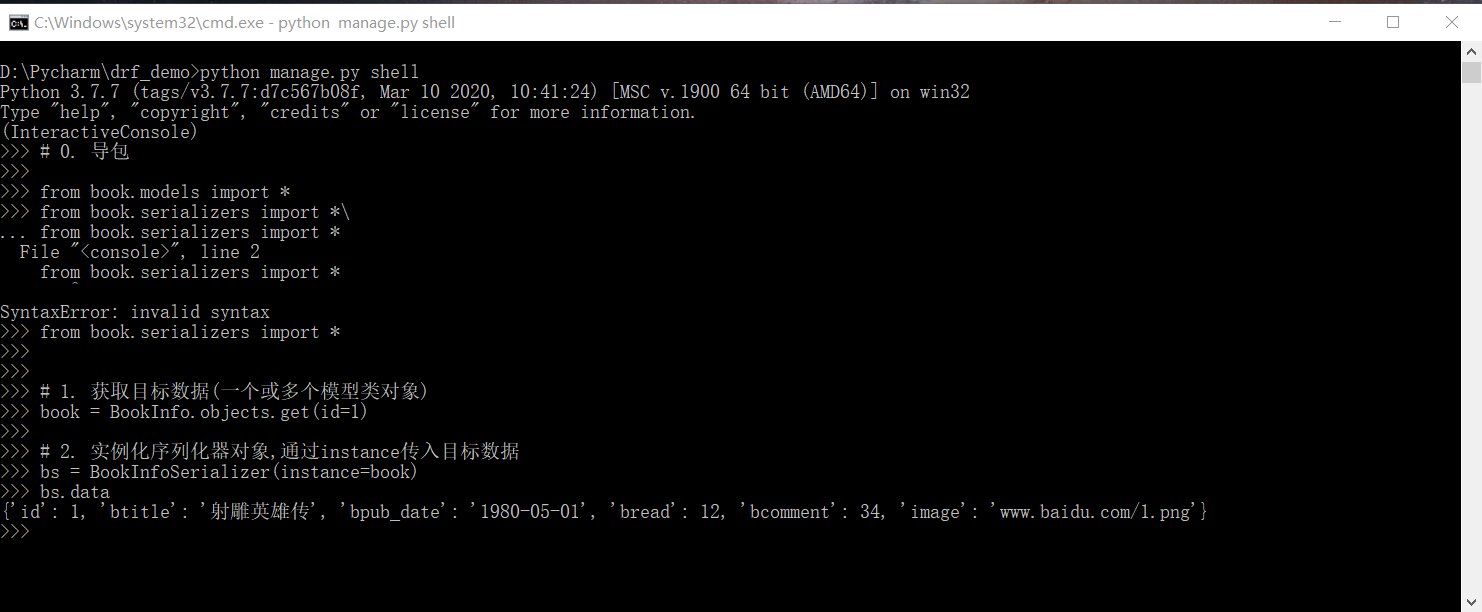 C:\Windows\system32\cmd.exe - python  manage.py shell
D:\Pycharm\drf_demo>python manage.py shell
Python 3.7.7 (tags/v3.7.7:d7c567b08f, Mar 10 2020, 10:41:24) [MSC v.1900 64 bit (AMD64)] on win32
Type "help", "copyright", "credits" or "license" for more information.
(InteractiveConsole)
>>> # 0. 导包
>>>
>>> from book.models import *
>>> from book.serializers import *\
... from book.serializers import *
  File "<console>", line 2
    from book.serializers import *
       ^
SyntaxError: invalid syntax
>>> from book.serializers import *
>>>
>>>
>>> # 1. 获取目标数据(一个或多个模型类对象)
>>> book = BookInfo.objects.get(id=1)
>>>
>>> # 2. 实例化序列化器对象,通过instance传入目标数据
>>> bs = BookInfoSerializer(instance=book)
>>> bs.data
{'id': 1, 'btitle': '射雕英雄传', 'bpub_date': '1980-05-01', 'bread': 12, 'bcomment': 34, 'image': 'www.baidu.com/1.png'}
>>>